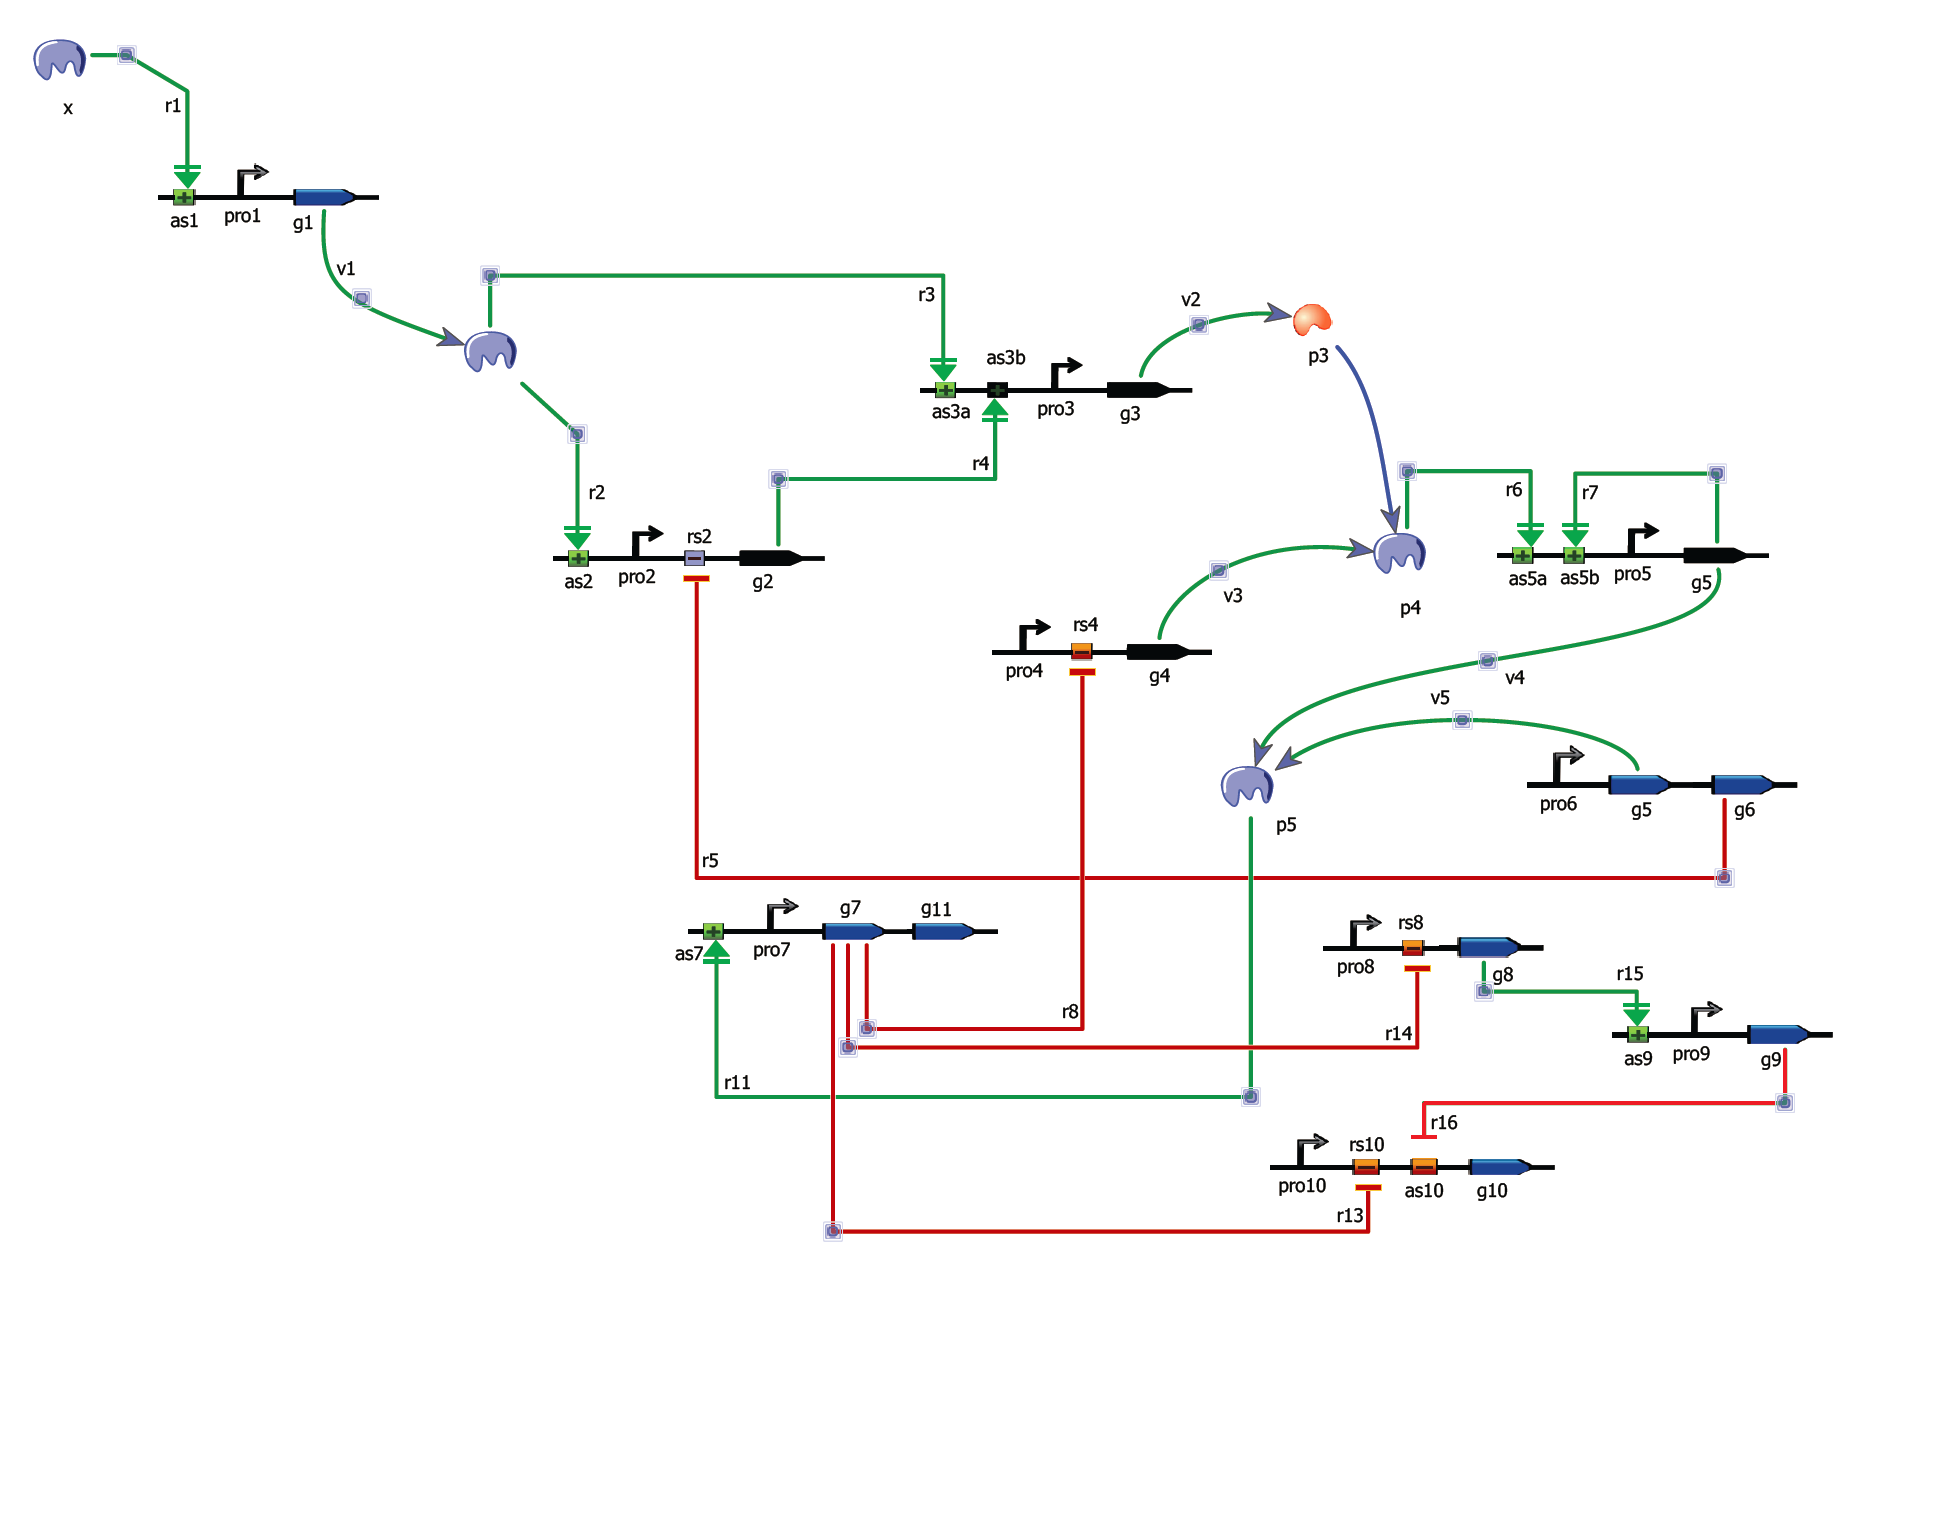 x
r1
as1
pro1
g1
v1
r3
v2
p3
as3b
as3a
pro3
g3
r4
r2
rs2
as2
pro2
g2
r6
r7
as5a
as5b
pro5
g5
v3
p4
rs4
pro4
g4
v4
v5
p5
pro6
g5
g6
r5
g7
g11
as7
pro7
rs8
pro8
g8
r15
r8
r14
as9
pro9
g9
r11
r16
rs10
pro10
as10
g10
r13